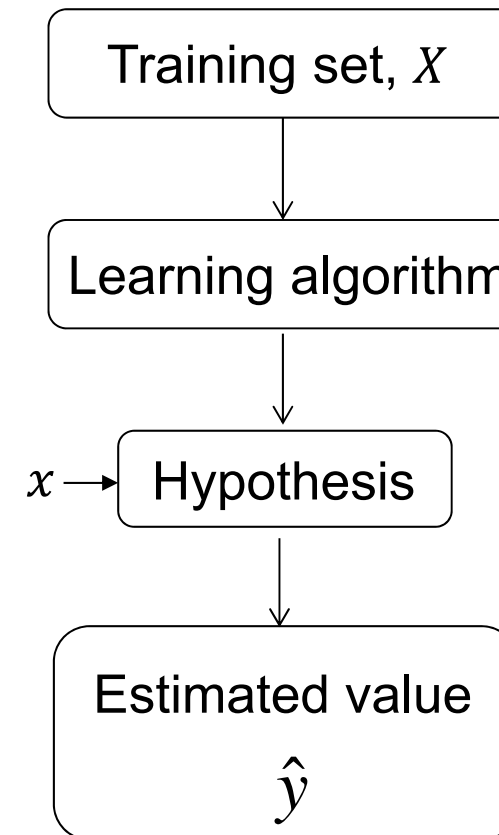 Training set, X
Learning algorithm
x
Hypothesis
Estimated value
ŷ